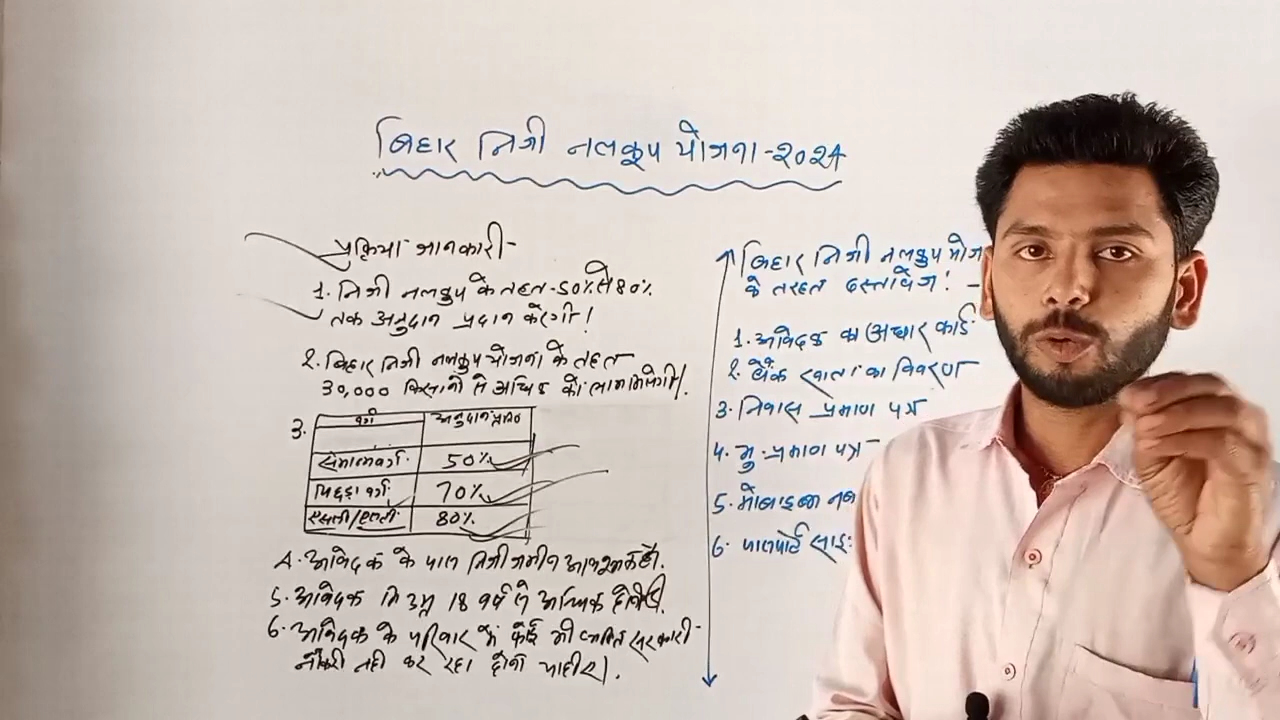 बिहार निजी नलकूप योजना-2024
प्रक्रिया जानकारी-
1. निजी नलकुप के तहत-50% से 80%
तक अनुदान प्रदान करेगी!
2. बिहार निजी नलकुप योजना के तहत
30,000 किसानों से अधिक को लाभ मिलेगी।
3. वर्ग अनुदान
50%
पिछड़ा वर्ग 70%
एससी/एसटी 80%
4. आवेदक के पास निजी जमीन आवश्यक है.
5. आवेदक कि उम्र 18 वर्ष से अधिक होनी
6. आवेदक के परिवार में कोई भी व्यक्ति सरकारी-
नौकरी नही कर रहा होना चाहीए।.
बिहार निजी नलकुप योज
के तहत दस्तावेज! -
1. आवेदक का आधार कार्ड
2. बैंक खाता का विवरण
3. निवास प्रमाण पत्र
4. भु-प्रमाण पत्र-
5. मोबाइल नब
6. पासपोर्ट साइ